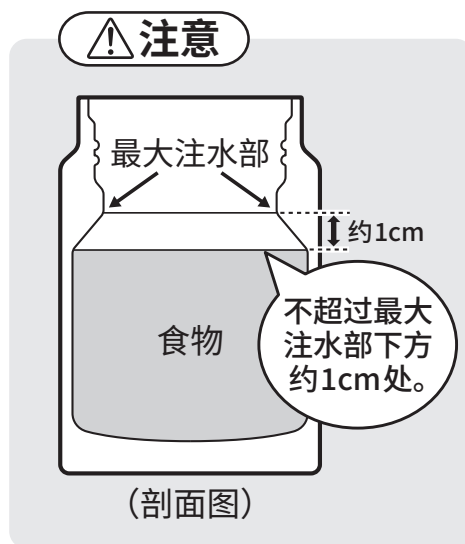 注意
最大注水部
约1cm
食物
不超过最大
注水部下方
约1cm处。
（剖面图）